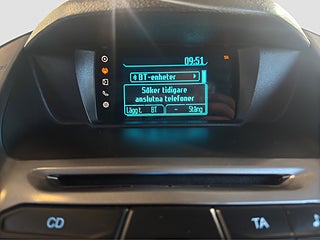 09:51
BT-enheter
Söker tidigare
anslutna telefoner
Lägg t. BT - Stäng
CD TA